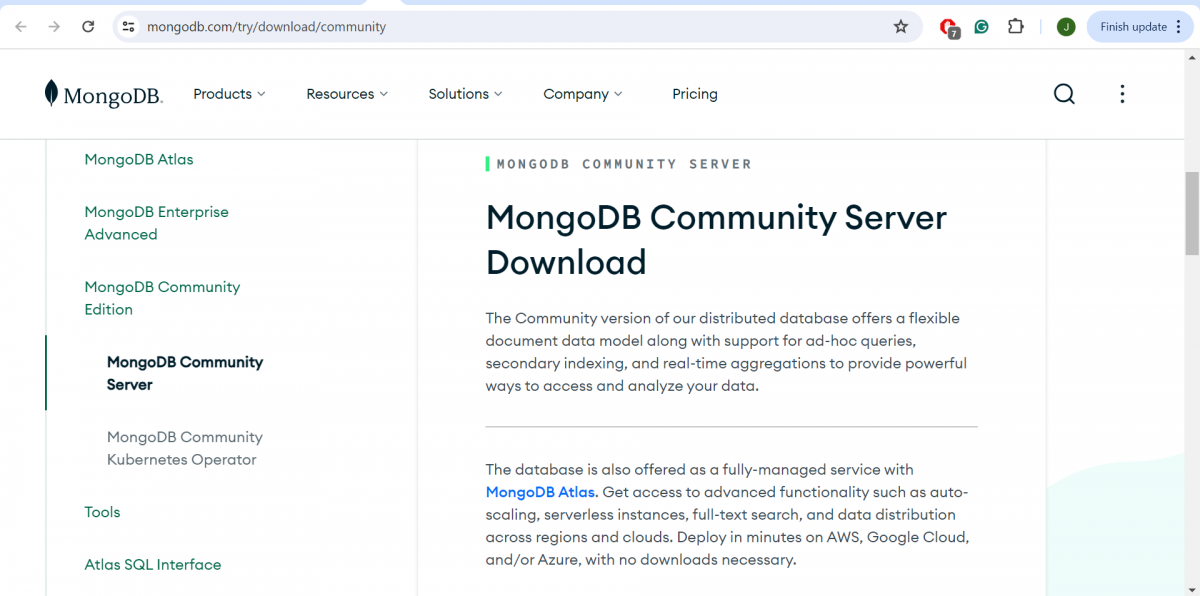 mongodb.com/try/download/community
7
J
Finish update
MongoDB.
Products
Resources
Solutions
Company
Pricing
MongoDB Atlas
MongoDB Enterprise
Advanced
MongoDB Community
Edition
MongoDB Community
Server
MongoDB Community
Kubernetes Operator
Tools
Atlas SQL Interface
MONGODB COMMUNITY SERVER
MongoDB Community Server
Download
The Community version of our distributed database offers a flexible
document data model along with support for ad-hoc queries,
secondary indexing, and real-time aggregations to provide powerful
ways to access and analyze your data.
The database is also offered as a fully-managed service with
MongoDB Atlas. Get access to advanced functionality such as auto-
scaling, serverless instances, full-text search, and data distribution
across regions and clouds. Deploy in minutes on AWS, Google Cloud,
and/or Azure, with no downloads necessary.